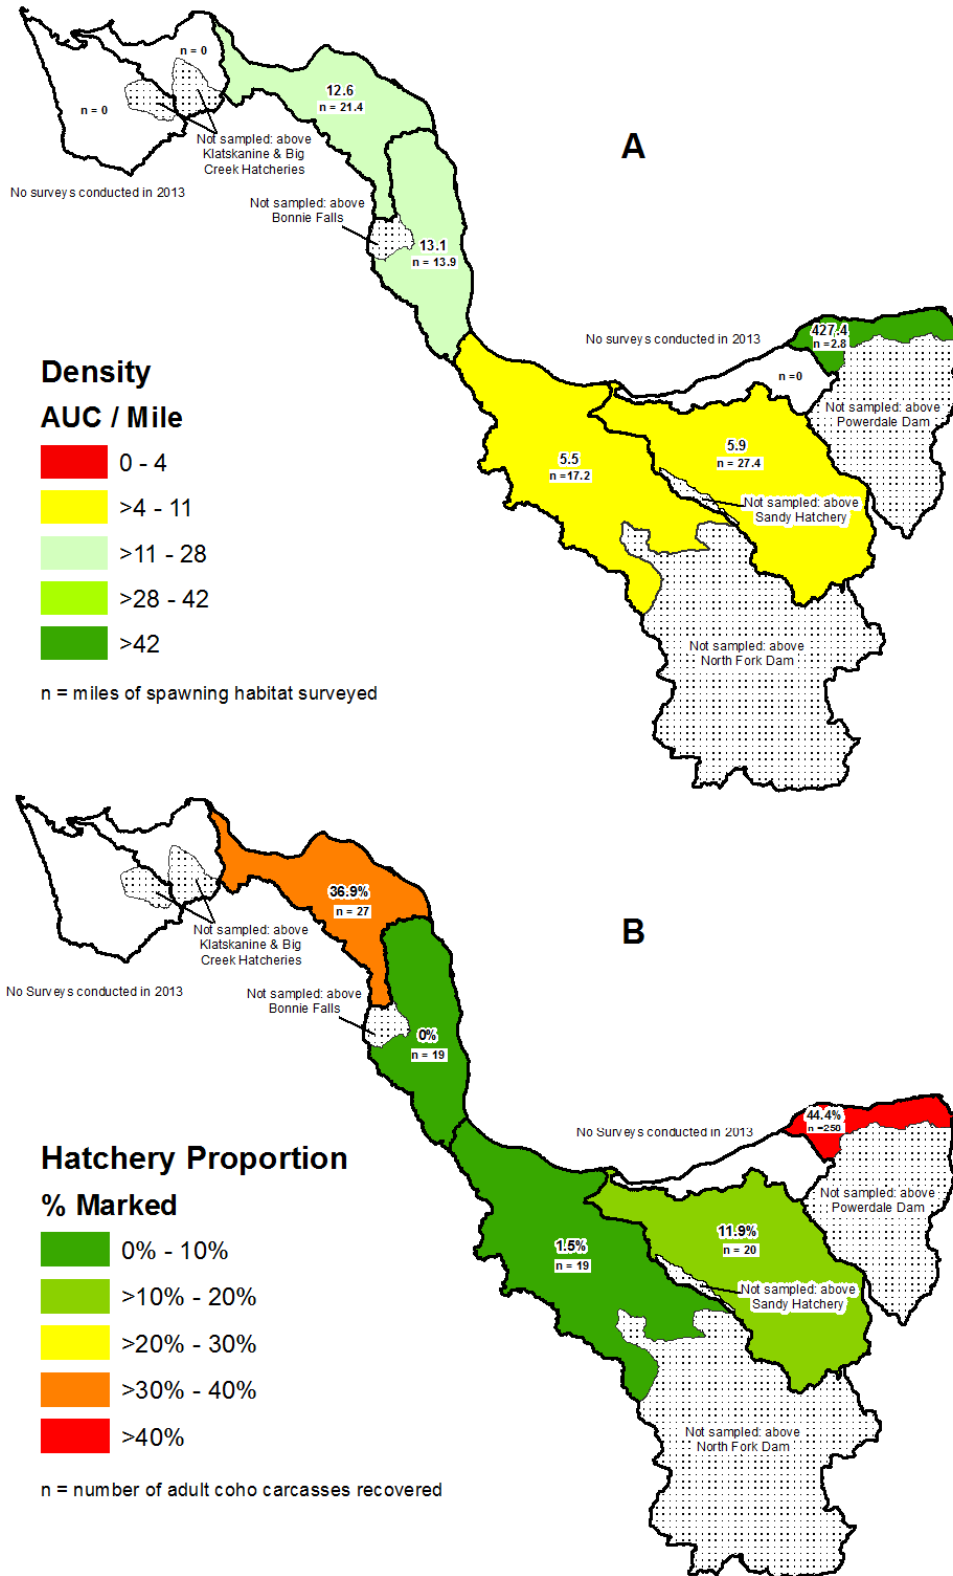 n = 0
n = 0
12.6
n = 21.4
A
Not sampled: above
Klatskanine & Big
Creek Hatcheries
No surveys conducted in 2013
Not sampled: above
Bonnie Falls
13.1
n = 13.9
No surveys conducted in 2013
427.4
n =2.8
n =0
Not sampled: above
Powerdale Dam
Density
AUC / Mile
0 - 4
>4 - 11
>11 - 28
>28 - 42
>42
n = miles of spawning habitat surveyed
5.5
n =17.2
5.9
n = 27.4
Not sampled: above
Sandy Hatchery
Not sampled: above
North Fork Dam
36.9%
n = 27
B
Not sampled: above
Klatskanine & Big
Creek Hatcheries
No Surveys conducted in 2013
Not sampled: above
Bonnie Falls
0%
n = 19
No Surveys conducted in 2013
44.4%
n =250
Not sampled: above
Powerdale Dam
Hatchery Proportion
% Marked
0% - 10%
>10% - 20%
>20% - 30%
>30% - 40%
>40%
n = number of adult coho carcasses recovered
1.5%
n = 19
11.9%
n = 20
Not sampled: above
Sandy Hatchery
Not sampled: above
North Fork Dam